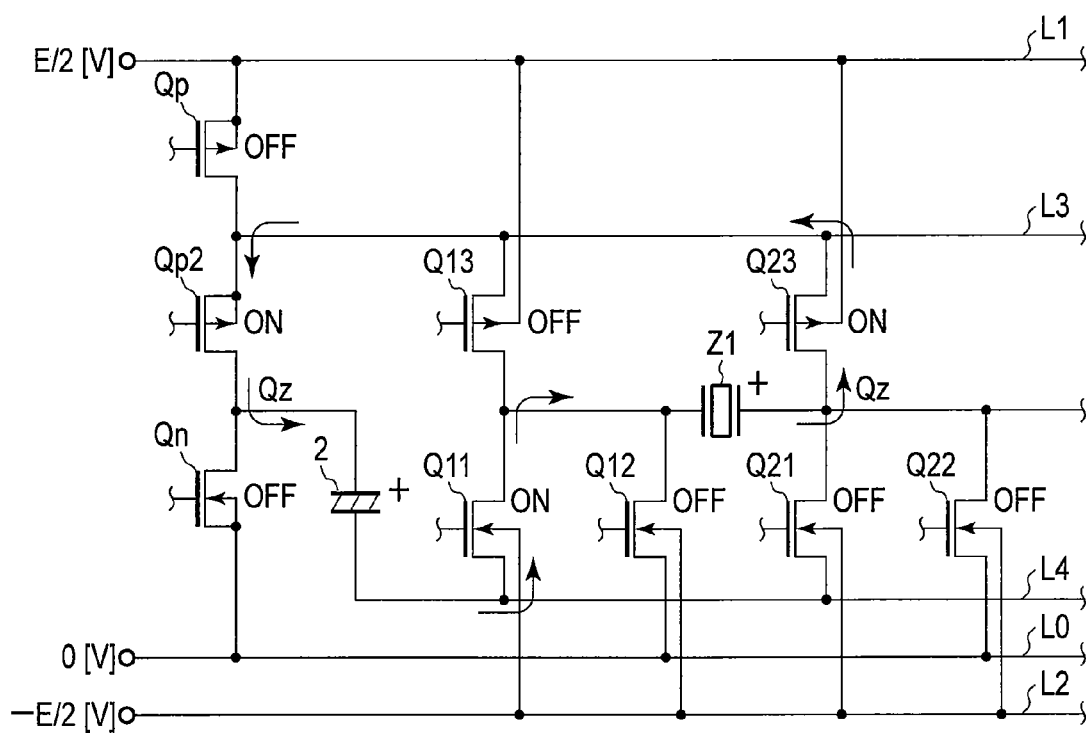 E/2 [V]
L1
Qp
OFF
L3
Qp2
ON
Q13
OFF
Q23
ON
Z1
+
Qz
Qz
Qn
OFF
2
+
Q11
ON
Q12
OFF
Q21
OFF
Q22
OFF
L4
0 [V]
L0
−E/2 [V]
L2